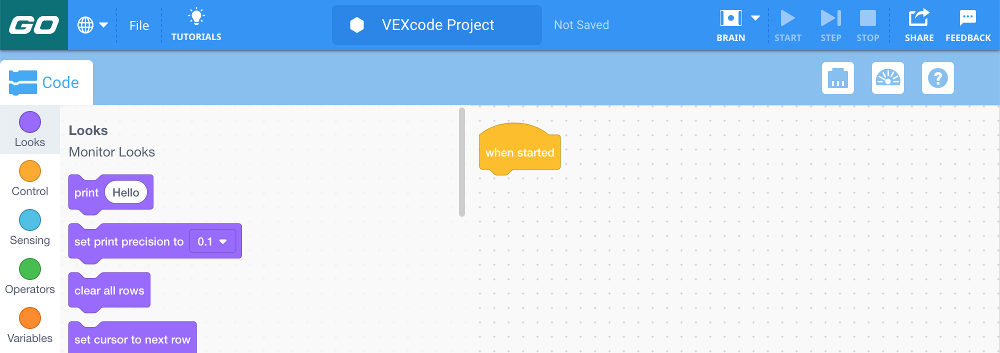 GO
File
TUTORIALS
VEXcode Project
Not Saved
BRAIN
START
STEP
STOP
SHARE
FEEDBACK
Code
?
Looks
Control
Sensing
Operators
Variables
Looks
Monitor Looks
print Hello
set print precision to 0.1
clear all rows
set cursor to next row
when started